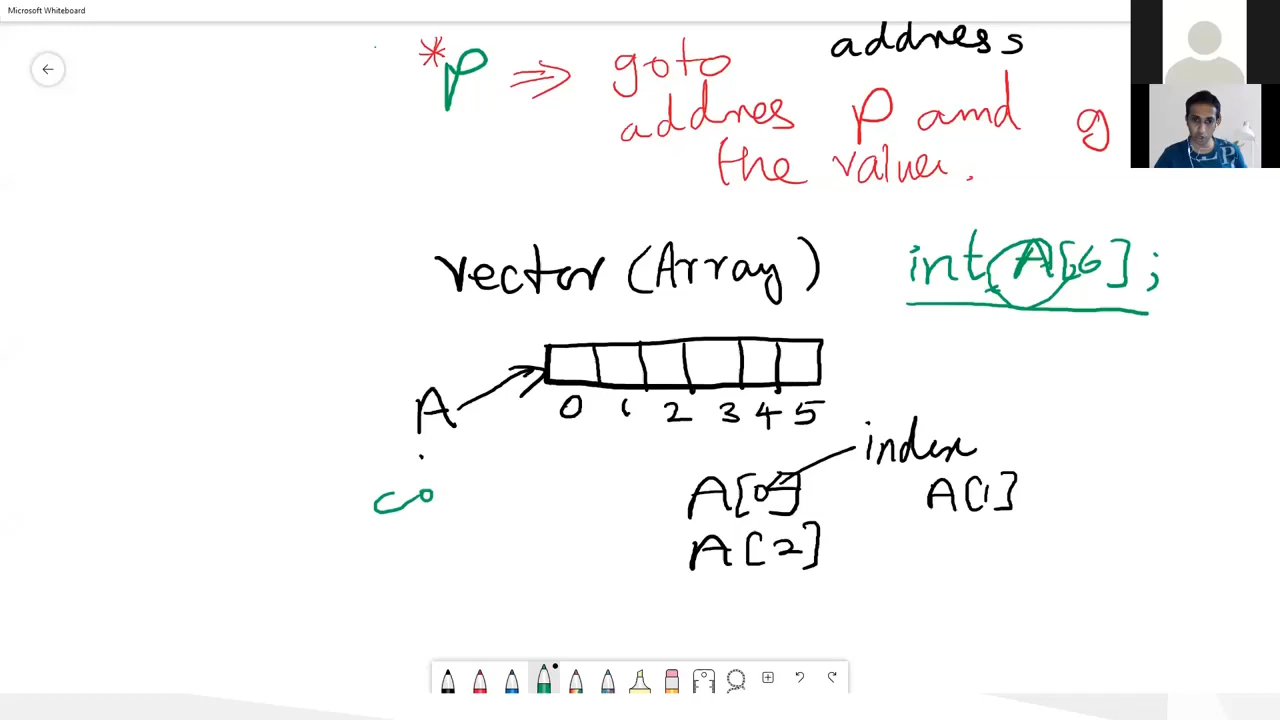 Microsoft Whiteboard
address
*P ⇒ goto
address P and g
the value.
vector (Array) int A[6];
A
0 1 2 3 4 5
index
A[0] A[1]
A[2]
co